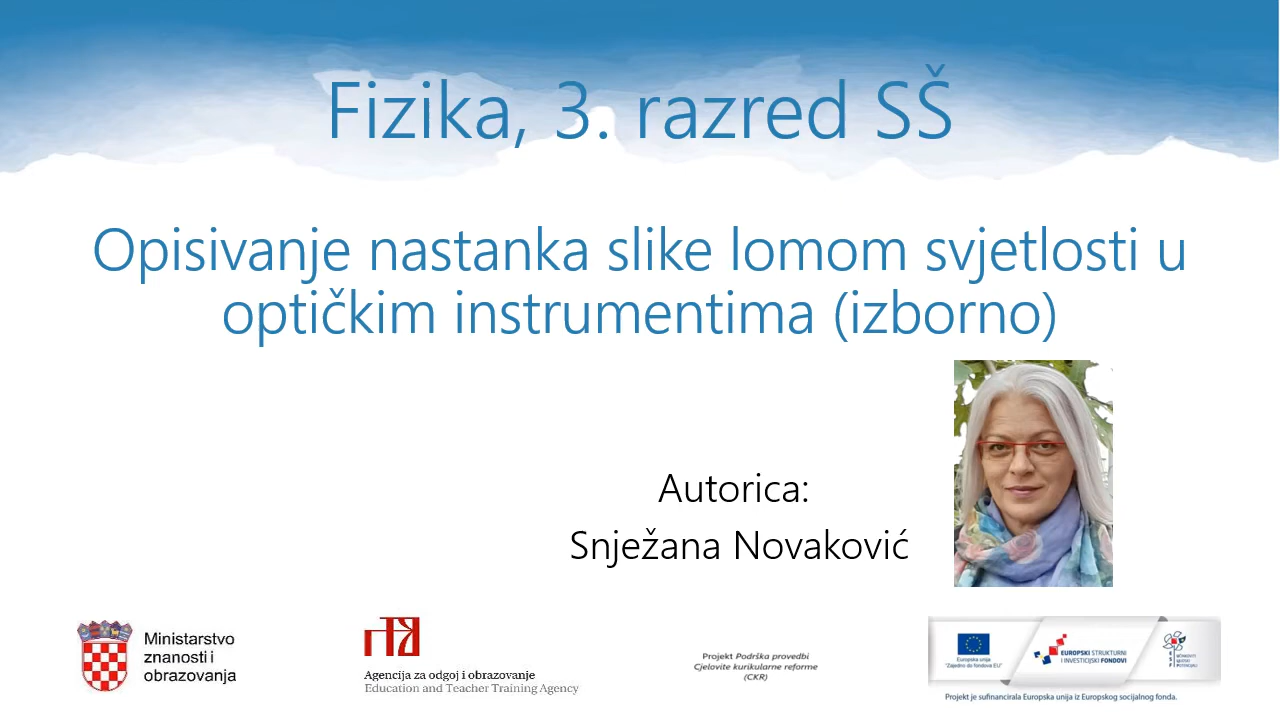 Fizika, 3. razred SŠ
Opisivanje nastanka slike lomom svjetlosti u
optičkim instrumentima (izborno)
Autorica:
Snježana Novaković
Ministarstvo
znanosti i
obrazovanja
Agencija za odgoj i obrazovanje
Education and Teacher Training Agency
Projekt Podrška provedbi
Cjelovite kurikularne reforme
(CKR)
Europska unija
"Zajedno do fondova EU"
EUROPSKI STRUKTURNI
I INVESTICIJSKI FONDOVI
Projekt je sufinancirala Europska unija iz Europskog socijalnog fonda.